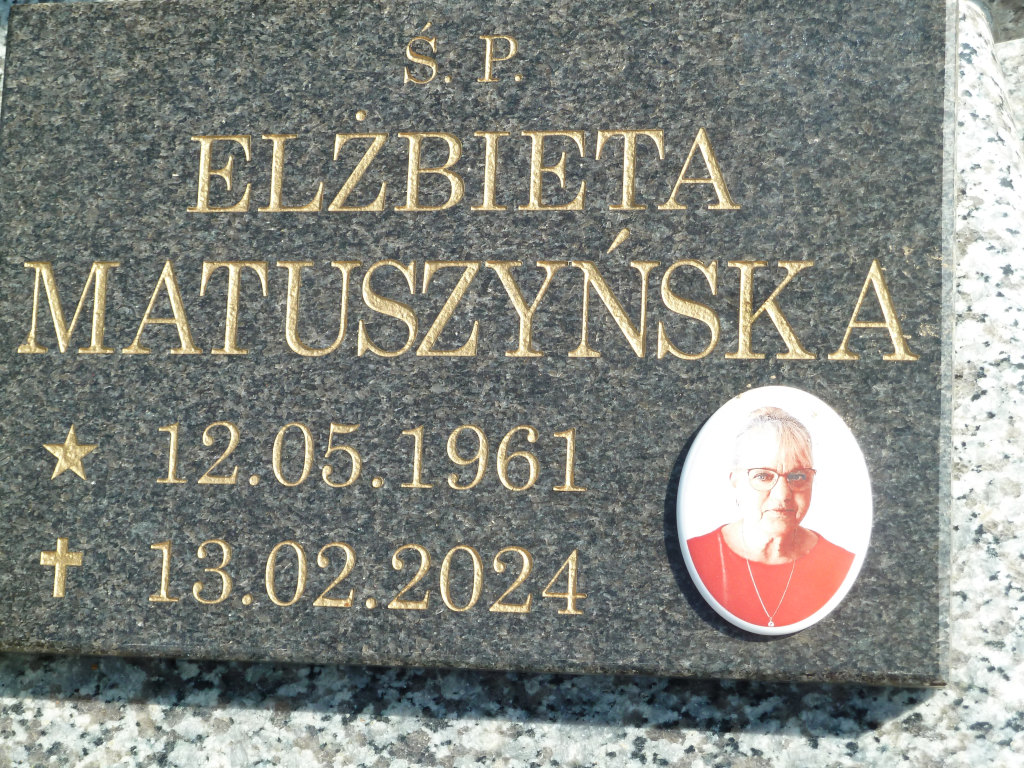 Ś. P.
ELŻBIETA
MATUSZYŃSKA
12.05.1961
13.02.2024